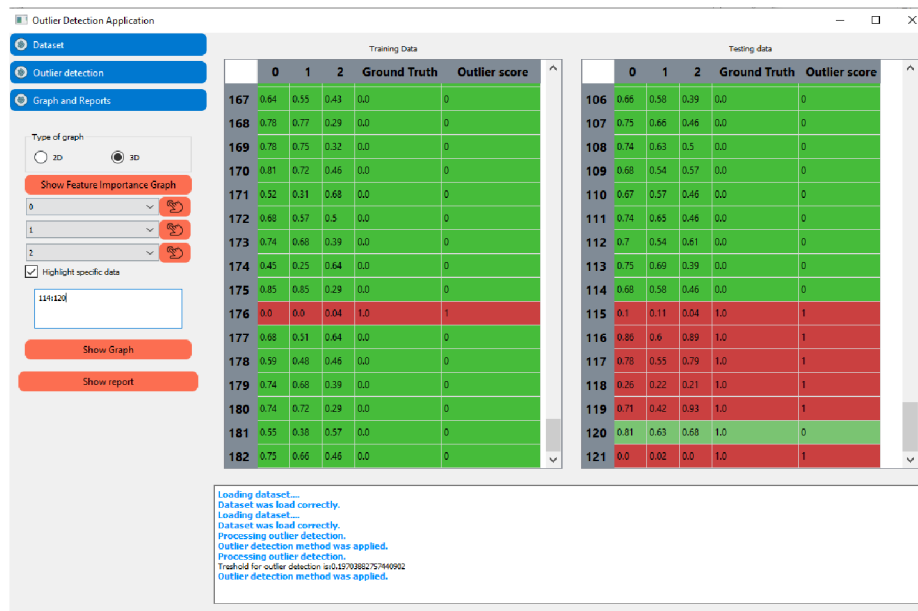 Outlier Detection Application
Dataset
Outlier detection
Graph and Reports
Type of graph
2D 3D
Show Feature Importance Graph
0
1
2
Highlight specific data
114:120
Show Graph
Show report
Training Data
0 1 2 Ground Truth Outlier score
167 0.64 0.55 0.43 0.0 0
168 0.78 0.77 0.29 0.0 0
169 0.78 0.75 0.32 0.0 0
170 0.81 0.72 0.46 0.0 0
171 0.52 0.31 0.68 0.0 0
172 0.68 0.57 0.5 0.0 0
173 0.74 0.68 0.39 0.0 0
174 0.45 0.25 0.64 0.0 0
175 0.85 0.85 0.29 0.0 0
176 0.0 0.0 0.04 1.0 1
177 0.68 0.51 0.64 0.0 0
178 0.59 0.48 0.46 0.0 0
179 0.74 0.68 0.39 0.0 0
180 0.74 0.72 0.29 0.0 0
181 0.55 0.38 0.57 0.0 0
182 0.75 0.66 0.46 0.0 0
Testing data
0 1 2 Ground Truth Outlier score
106 0.66 0.58 0.39 0.0 0
107 0.75 0.66 0.46 0.0 0
108 0.74 0.63 0.5 0.0 0
109 0.68 0.54 0.57 0.0 0
110 0.67 0.57 0.46 0.0 0
111 0.74 0.65 0.46 0.0 0
112 0.7 0.54 0.61 0.0 0
113 0.75 0.69 0.39 0.0 0
114 0.68 0.58 0.46 0.0 0
115 0.1 0.11 0.04 1.0 1
116 0.86 0.6 0.89 1.0 1
117 0.78 0.55 0.79 1.0 1
118 0.26 0.22 0.21 1.0 1
119 0.71 0.42 0.93 1.0 1
120 0.81 0.63 0.68 1.0 0
121 0.0 0.02 0.0 1.0 1
Loading dataset....
Dataset was load correctly.
Loading dataset....
Dataset was load correctly.
Processing outlier detection.
Outlier detection method was applied.
Processing outlier detection.
Treshold for outlier detection is:0.19703882757440902
Outlier detection method was applied.